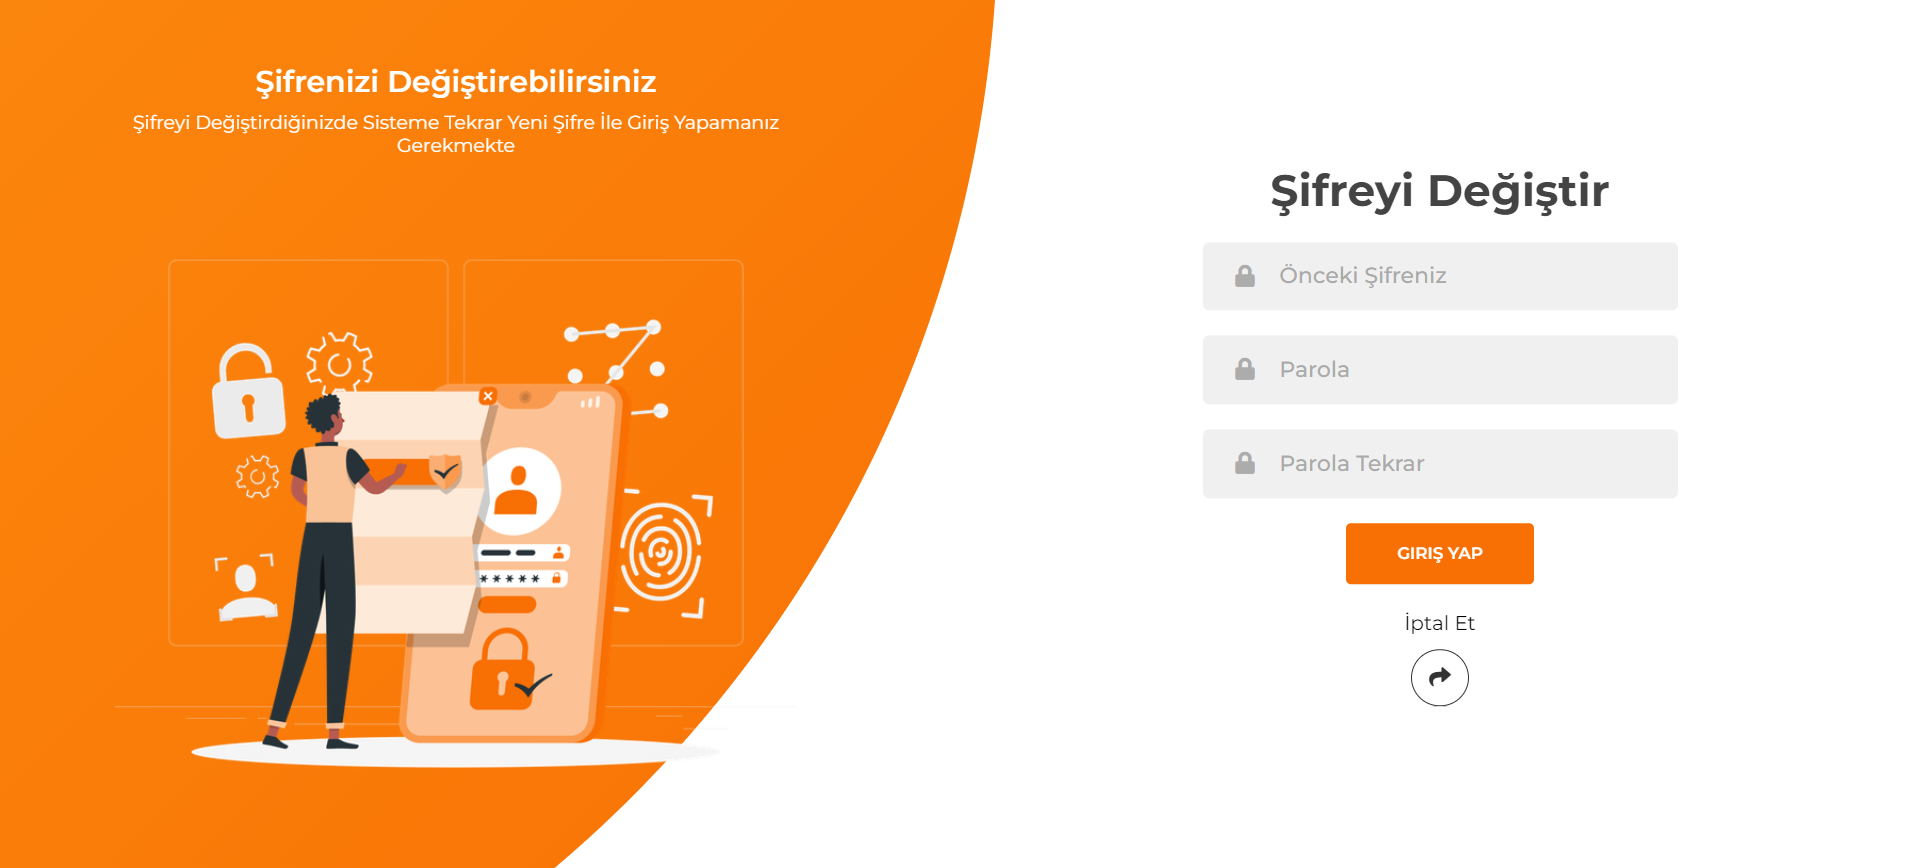 Şifrenizi Değiştirebilirsiniz
Şifreyi Değiştirdiğinizde Sisteme Tekrar Yeni Şifre İle Giriş Yapamanız
Gerekmekte
Şifreyi Değiştir
Önceki Şifreniz
Parola
Parola Tekrar
GIRIŞ YAP
İptal Et